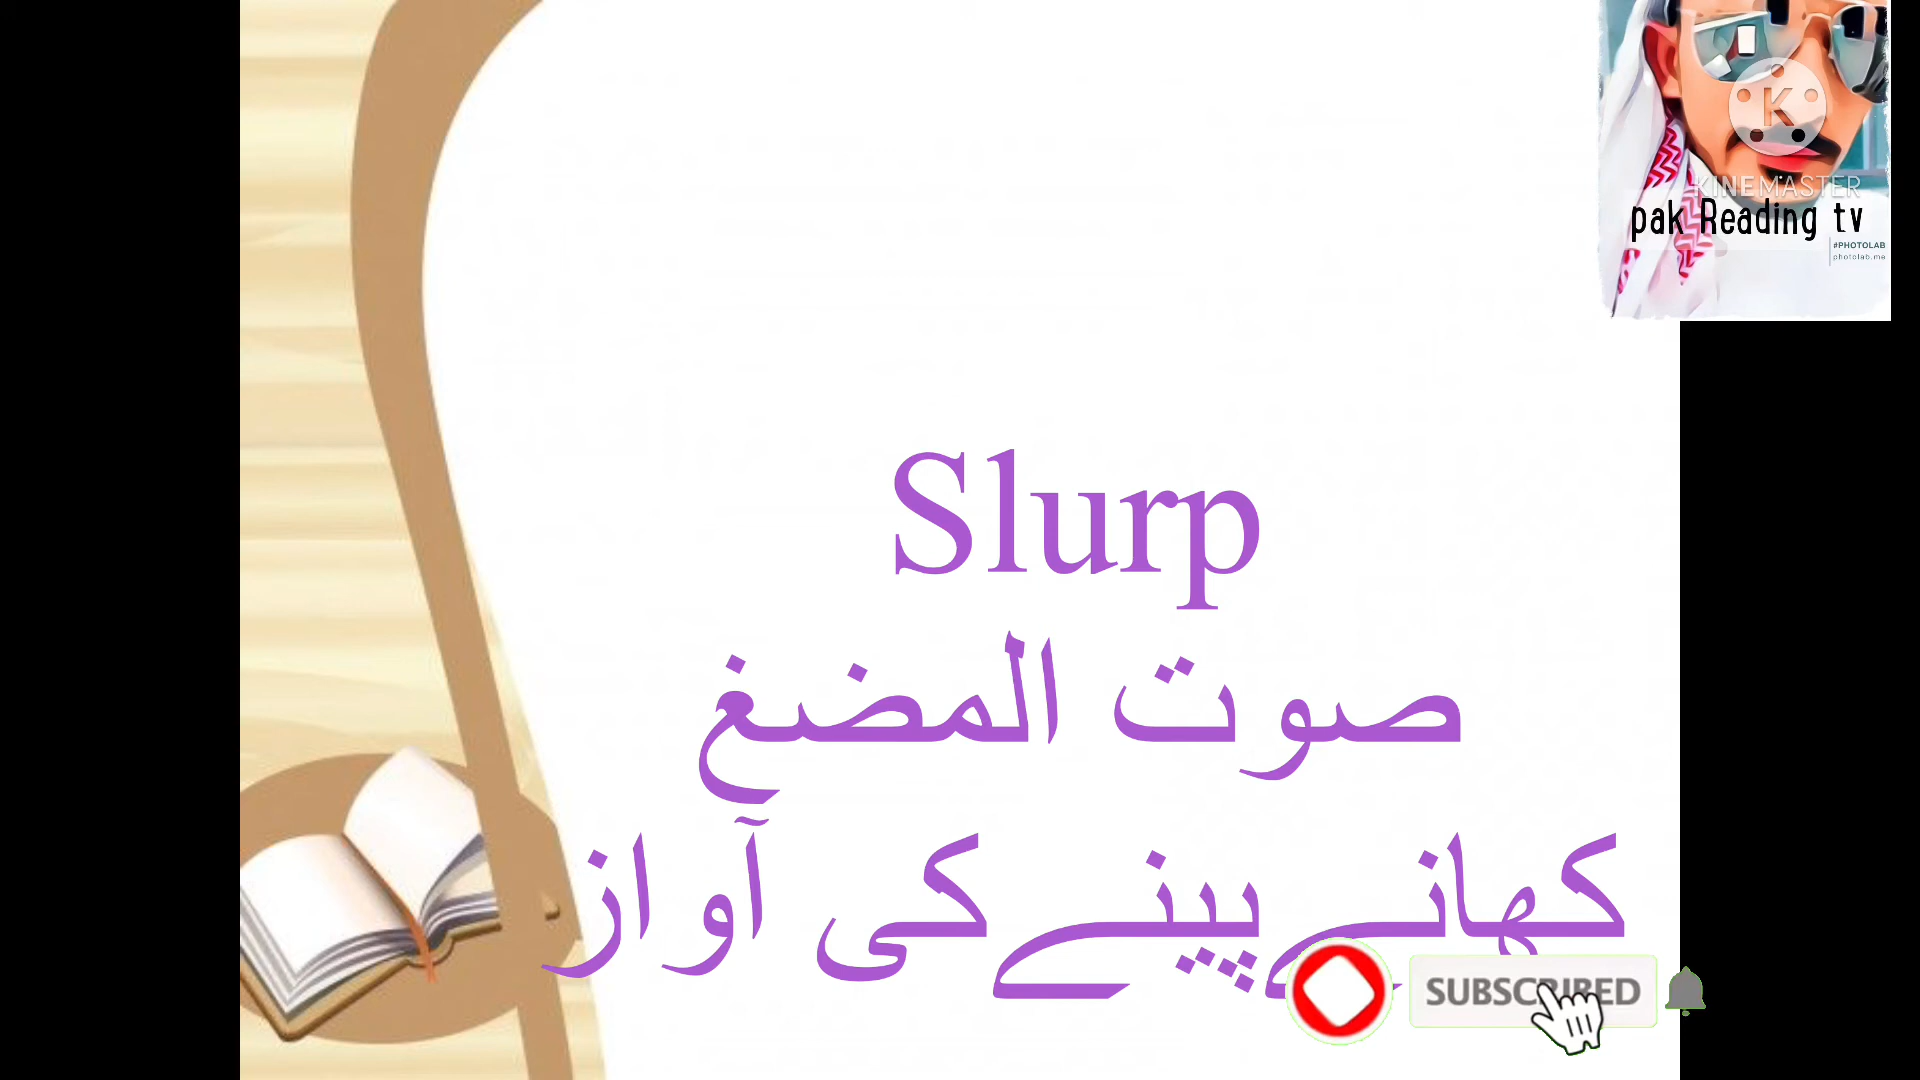 KINEMASTER
pak Reading tv
#PHOTOLAB
photolab.me
Slurp
صوت المضغ
کھانے پینے کی آواز
SUBSCRIBED